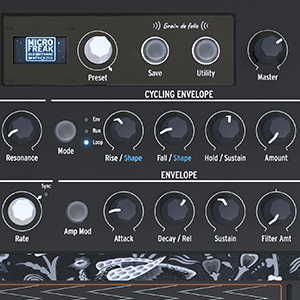 Grain de folie
MICRO
FREAK
Preset
Save
Utility
Master
CYCLING ENVELOPE
Env
Run
Loop
Resonance
Mode
Rise / Shape
Fall / Shape
Hold / Sustain
Amount
ENVELOPE
Sync
Rate
Amp Mod
Attack
Decay / Rel
Sustain
Filter Amt